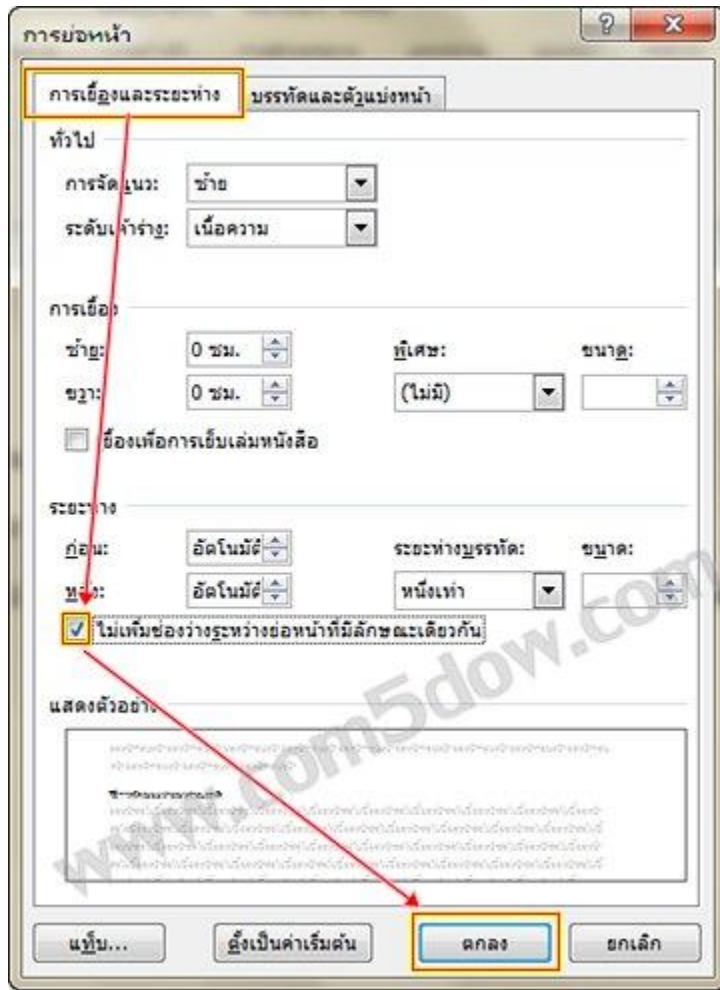 การย่อหน้า
?
การเยื้องและระยะห่าง บรรทัดและตัวแบ่งหน้า
ทั่วไป
การจัดแนว: ซ้าย
ระดับเค้าร่าง: เนื้อความ
การเยื้อง
ซ้าย: 0 ซม. พิเศษ: ขนาด:
ขวา: 0 ซม. (ไม่มี)
เยื้องเพื่อการเย็บเล่มหนังสือ
ระยะห่าง
ก่อน: อัตโนมัติ ระยะห่างบรรทัด: ขนาด:
หลัง: อัตโนมัติ หนึ่งเท่า
ไม่เพิ่มช่องว่างระหว่างย่อหน้าที่มีลักษณะเดียวกัน
แสดงตัวอย่าง
www.com5dow.com
แท็บ... ตั้งเป็นค่าเริ่มต้น ตกลง ยกเลิก